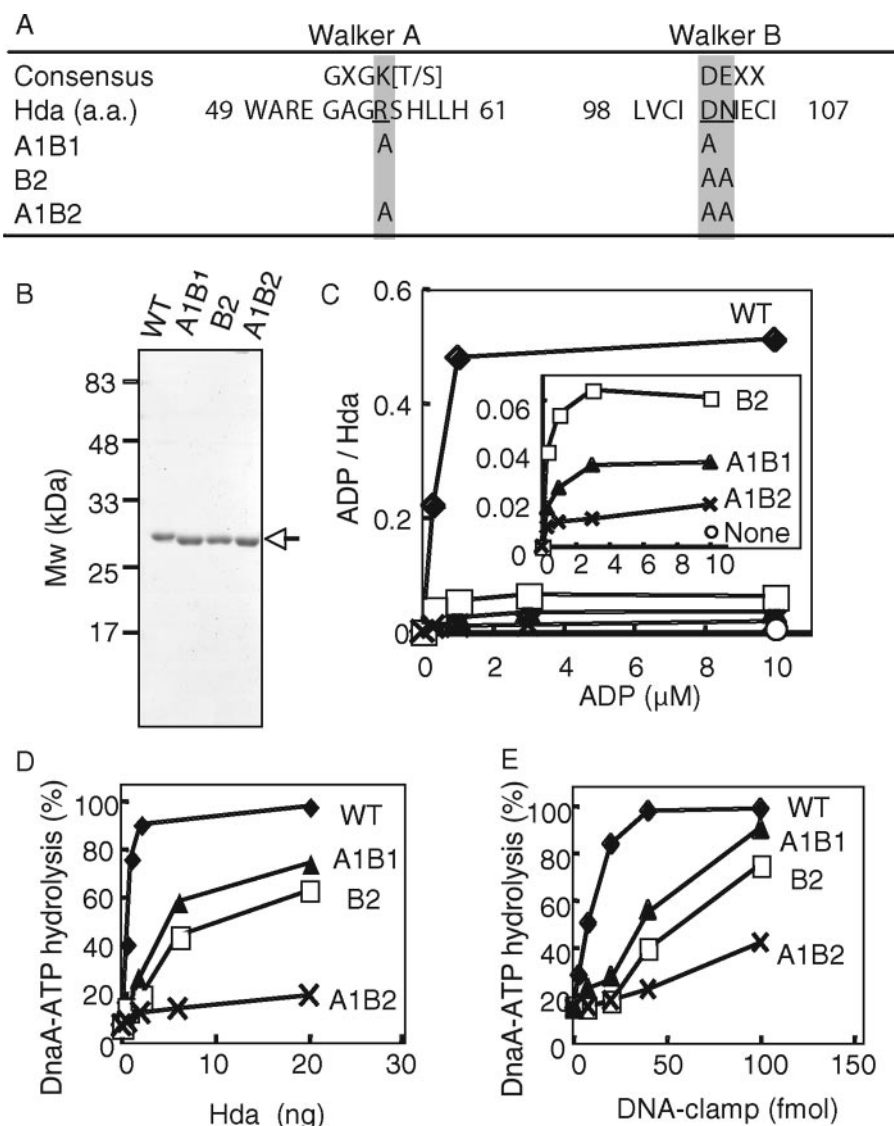 A
Walker A Walker B
Consensus GXGK[T/S] DEXX
Hda (a.a.) 49 WARE GAGRSHLLH 61 98 LVCI DNIECI 107
A1B1 A A
B2 AA
A1B2 A AA
B
WT A1B1 B2 A1B2
Mw (kDa)
83
48
33
25
17
C
ADP / Hda
0.6
0.4
0.2
0
0 2 4 6 8 10
ADP (µM)
WT
0.06
0.04
0.02
0
0 2 4 6 8 10
B2
A1B1
A1B2
None
D
DnaA-ATP hydrolysis (%)
100
80
60
40
20
0
0 10 20 30
Hda (ng)
WT
A1B1
B2
A1B2
E
DnaA-ATP hydrolysis (%)
100
80
60
40
20
0
0 50 100 150
DNA-clamp (fmol)
WT
A1B1
B2
A1B2